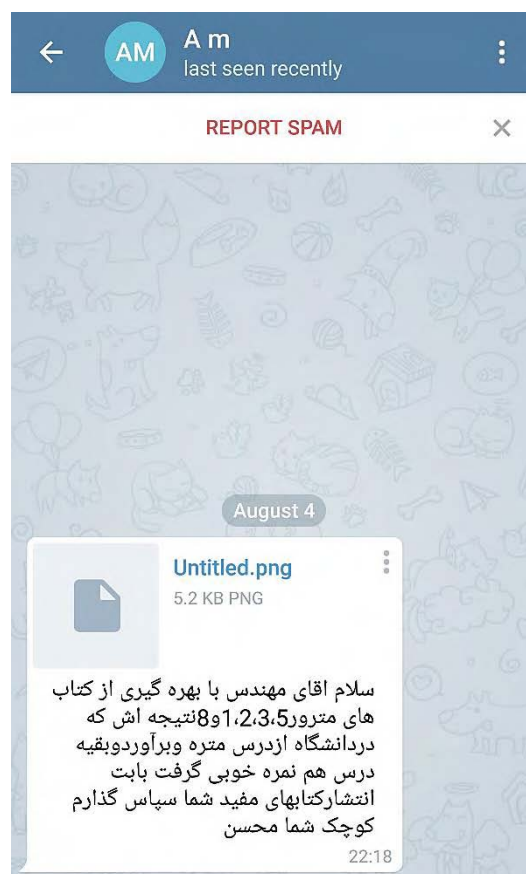 AM
A m
last seen recently
REPORT SPAM
August 4
Untitled.png
5.2 KB PNG
سلام اقای مهندس با بهره گیری از کتاب
های مترور1،2،3،5و8نتیجه اش که
دردانشگاه ازدرس متره وبرآوردوبقیه
درس هم نمره خوبی گرفت بابت
انتشارکتابهای مفید شما سپاس گذارم
کوچک شما محسن
22:18